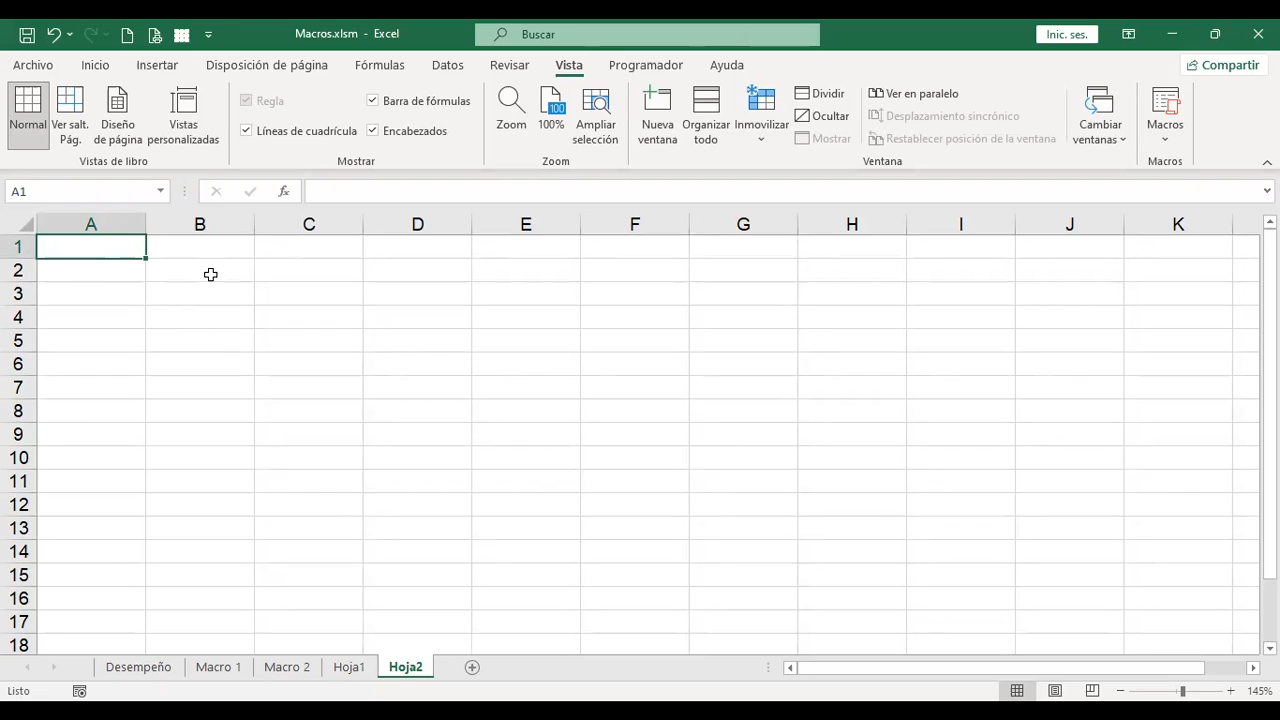 Macros.xlsm - Excel
Buscar
Inic. ses.
Archivo Inicio Insertar Disposición de página Fórmulas Datos Revisar Vista Programador Ayuda
Compartir
Normal
Ver salt. Pág.
Diseño de página
Vistas personalizadas
Vistas de libro
Regla
Barra de fórmulas
Líneas de cuadrícula
Encabezados
Mostrar
Zoom
100
100%
Ampliar selección
Zoom
Nueva ventana
Organizar todo
Inmovilizar
Dividir
Ocultar
Mostrar
Ver en paralelo
Desplazamiento sincrónico
Restablecer posición de la ventana
Cambiar ventanas
Ventana
Macros
Macros
A1
fx
A B C D E F G H I J K
1
2
3
4
5
6
7
8
9
10
11
12
13
14
15
16
17
18
Desempeño Macro 1 Macro 2 Hoja1 Hoja2
Listo
145%